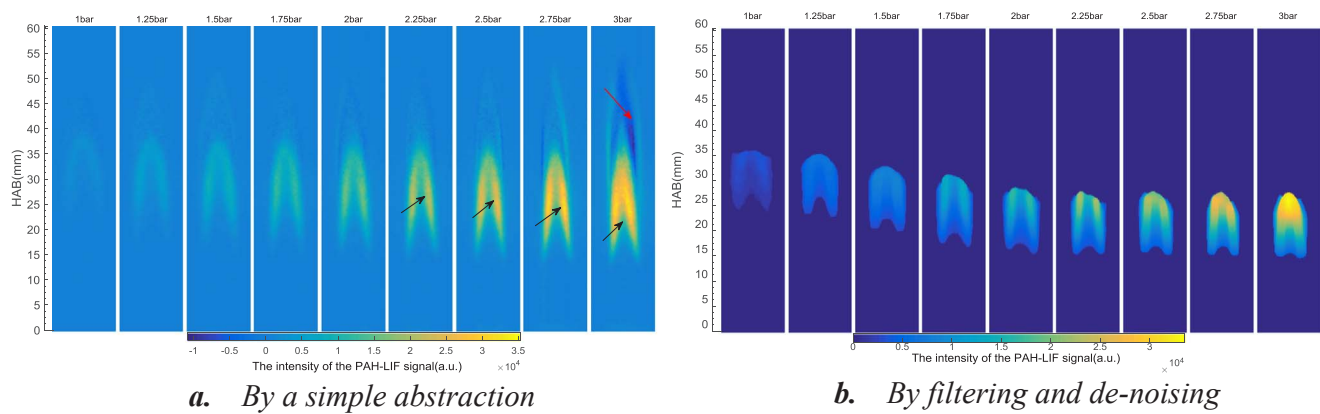 1bar 1.25bar 1.5bar 1.75bar 2bar 2.25bar 2.5bar 2.75bar 3bar
60
55
50
45
40
35
30
25
20
15
10
5
0
HAB(mm)
-1 -0.5 0 0.5 1 1.5 2 2.5 3 3.5
The intensity of the PAH-LIF signal(a.u.) ×10⁴
a. By a simple abstraction
1bar 1.25bar 1.5bar 1.75bar 2bar 2.25bar 2.5bar 2.75bar 3bar
60
55
50
45
40
35
30
25
20
15
10
5
0
HAB(mm)
0 0.5 1 1.5 2 2.5 3
The intensity of the PAH-LIF signal(a.u.) ×10⁴
b. By filtering and de-noising